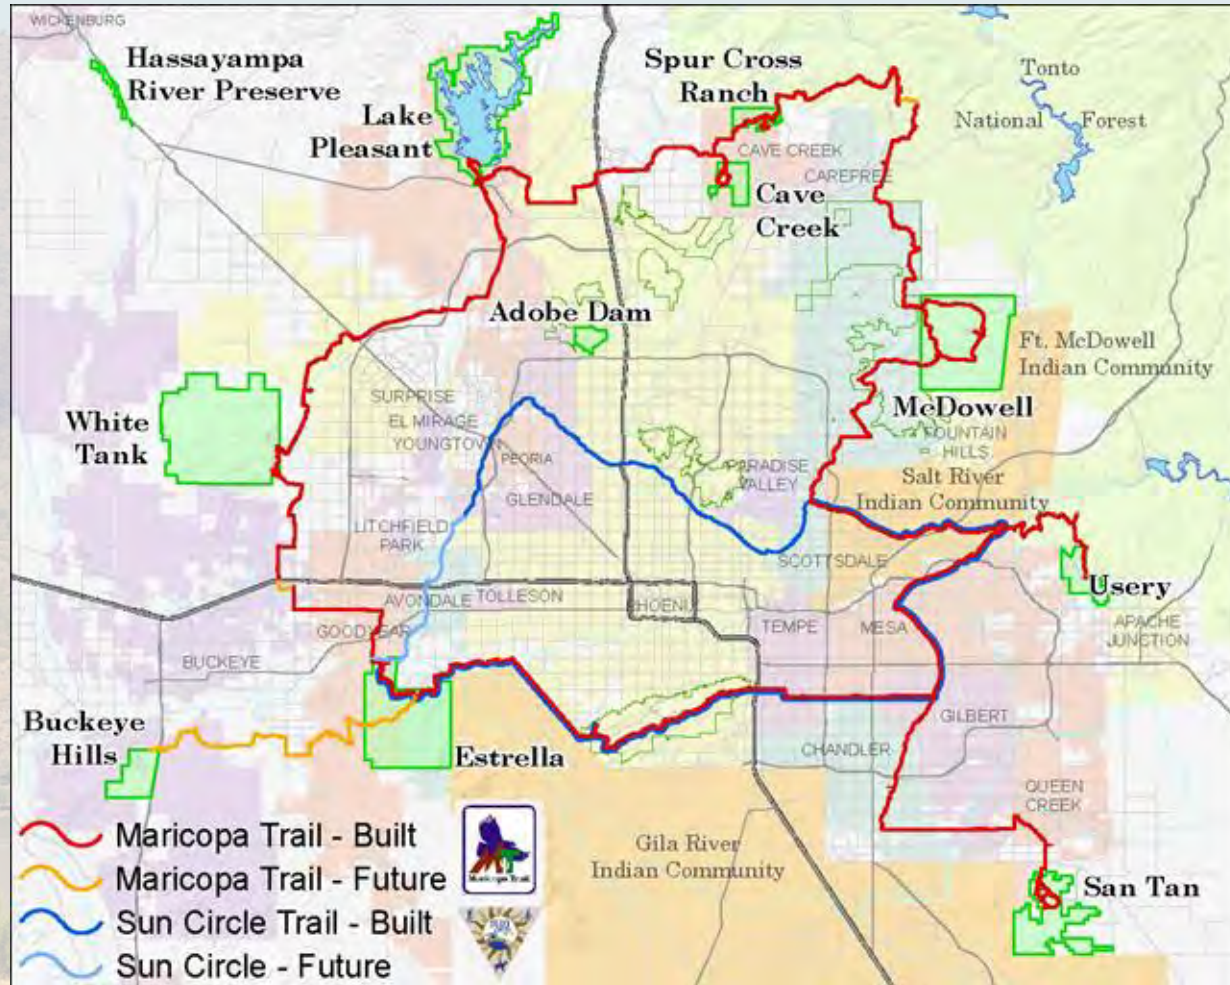 WICKENBURG
Hassayampa
River Preserve
Lake
Pleasant
Spur Cross
Ranch
Tonto
National Forest
CAVE CREEK
CAREFREE
Cave
Creek
Adobe Dam
Ft. McDowell
Indian Community
White
Tank
SURPRISE
EL MIRAGE
YOUNGTOWN
PEORIA
GLENDALE
McDowell
FOUNTAIN
HILLS
PARADISE
VALLEY
Salt River
Indian Community
LITCHFIELD
PARK
SCOTTSDALE
Usery
AVONDALE
TOLLESON
PHOENIX
GOODYEAR
TEMPE
MESA
APACHE
JUNCTION
BUCKEYE
Buckeye
Hills
Estrella
GILBERT
CHANDLER
QUEEN
CREEK
Gila River
Indian Community
San Tan
Maricopa Trail - Built
Maricopa Trail - Future
Sun Circle Trail - Built
Sun Circle - Future
Maricopa Trail